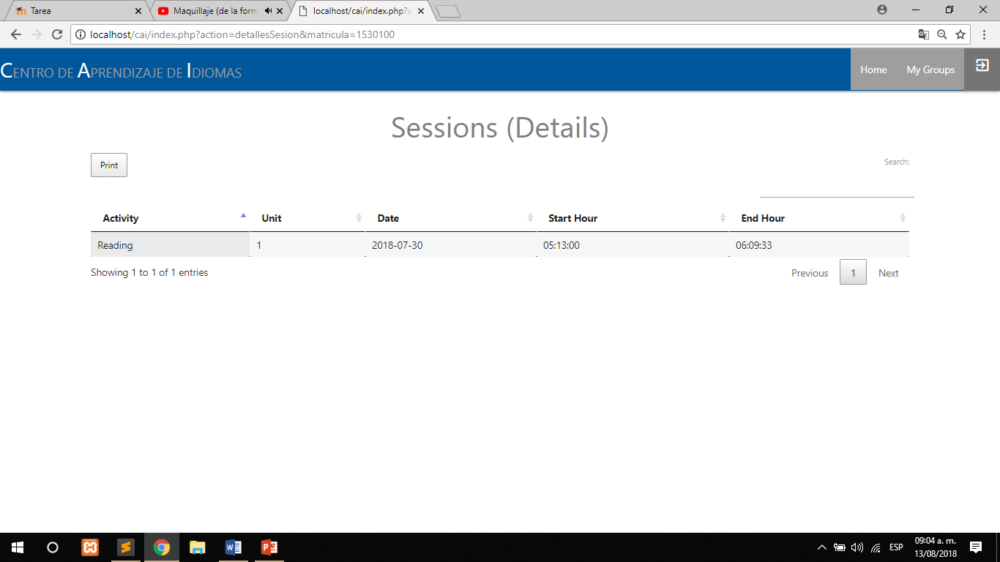 Tarea
Maquillaje (de la form
localhost/cai/index.php?a
localhost/cai/index.php?action=detallesSesion&matricula=1530100
CENTRO DE APRENDIZAJE DE IDIOMAS
Home
My Groups
Sessions (Details)
Print
Search:
Activity Unit Date Start Hour End Hour
Reading 1 2018-07-30 05:13:00 06:09:33
Showing 1 to 1 of 1 entries
Previous 1 Next
ESP
09:04 a. m.
13/08/2018